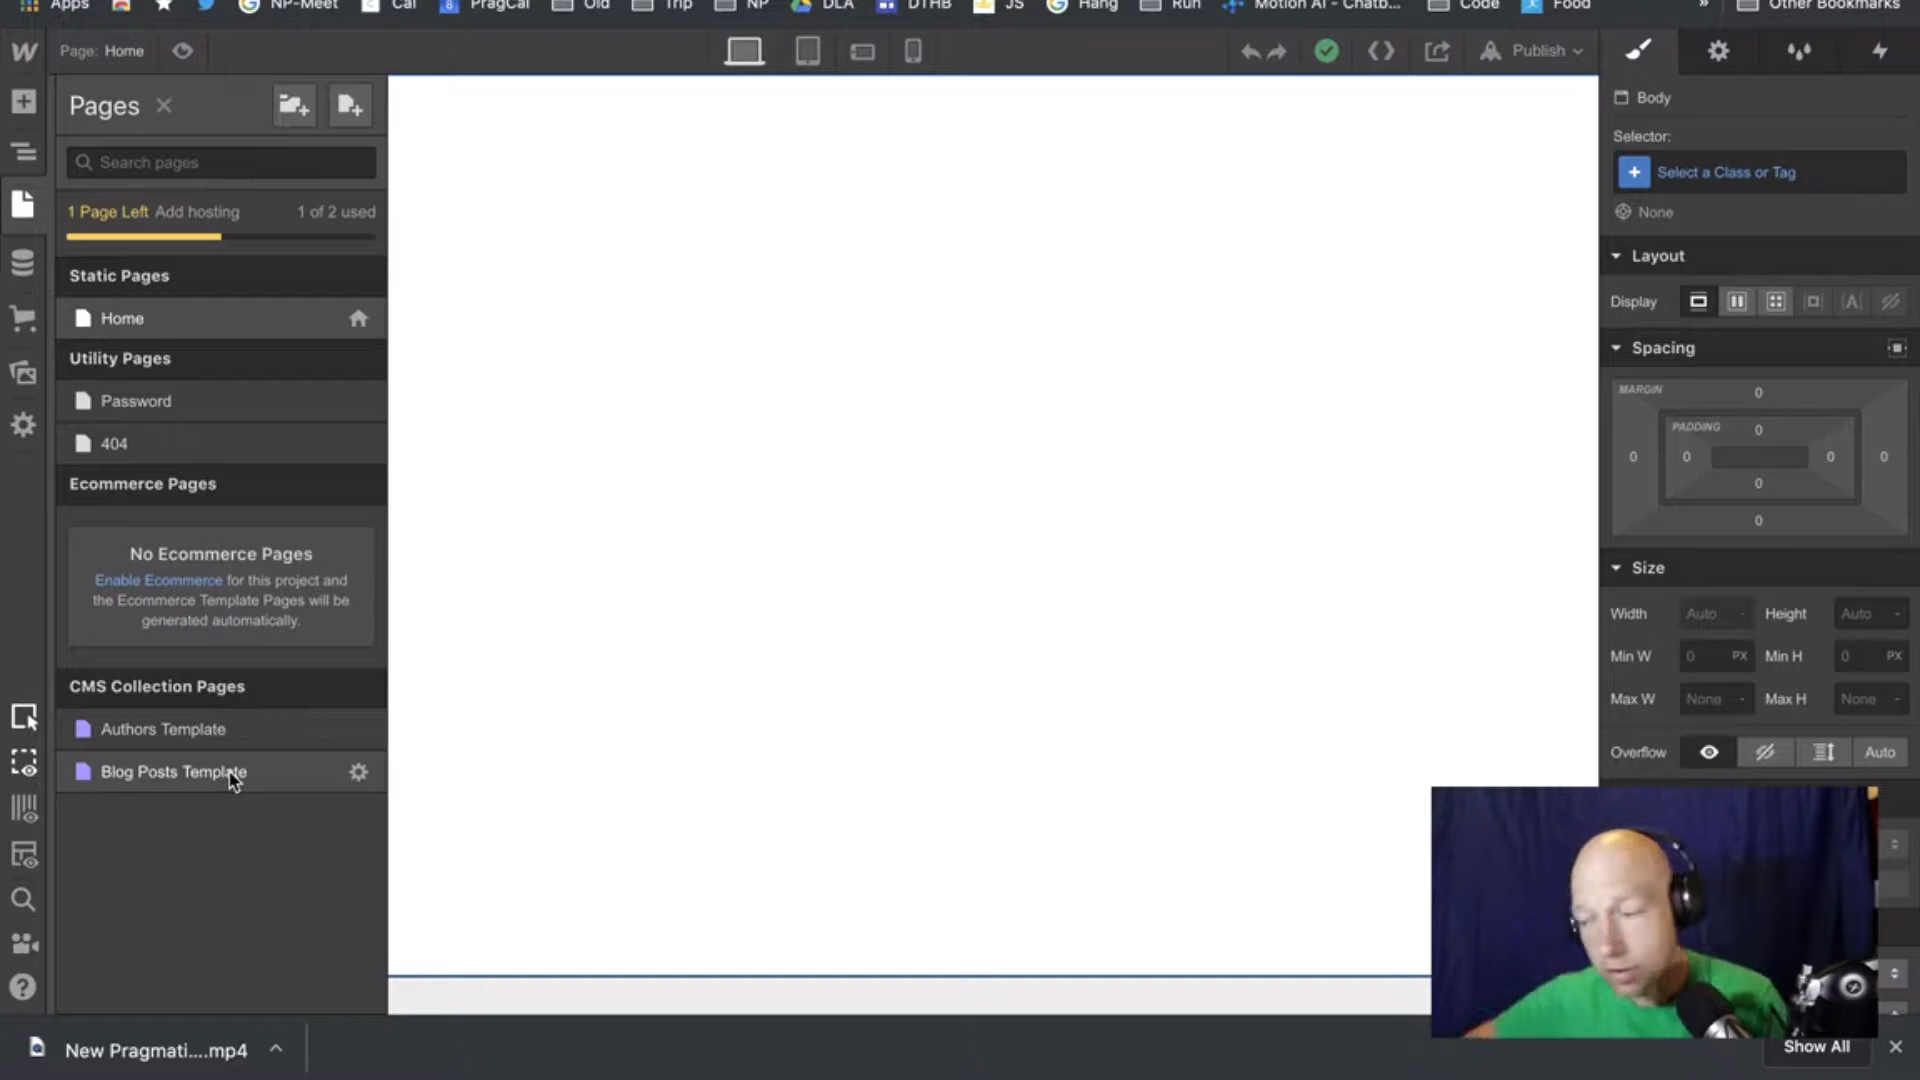 Apps
NP-Meet
Cal
PragCal
Old
Trip
NP
DLA
DTHB
JS
Hang
Run
Motion AI - Chatb...
Code
Food
»
Other Bookmarks
Page: Home
Publish
Pages
Search pages
1 Page Left Add hosting 1 of 2 used
Static Pages
Home
Utility Pages
Password
404
Ecommerce Pages
No Ecommerce Pages
Enable Ecommerce for this project and
the Ecommerce Template Pages will be
generated automatically.
CMS Collection Pages
Authors Template
Blog Posts Template
Body
Selector:
Select a Class or Tag
None
Layout
Display
Spacing
MARGIN
0
PADDING
0
0 0 0 0
0
0
Size
Width Auto - Height Auto -
Min W 0 PX Min H 0 PX
Max W None - Max H None -
Overflow Auto
New Pragmati....mp4
Show All